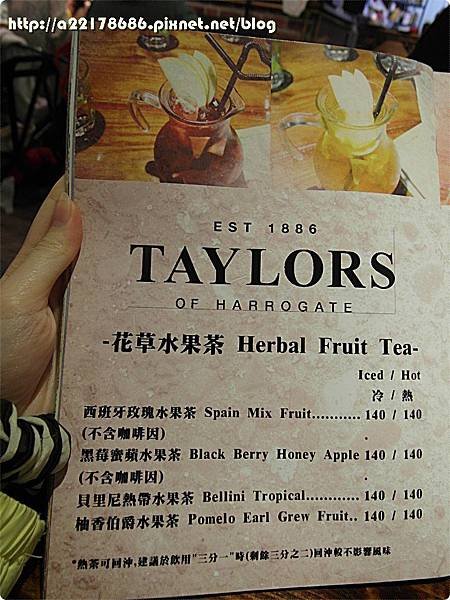 http://a22178686.pixnet.net/blog
EST 1886
TAYLORS
OF HARROGATE
-花草水果茶 Herbal Fruit Tea-
Iced / Hot
冷 / 熱
西班牙玫瑰水果茶 Spain Mix Fruit........... 140 / 140
(不含咖啡因)
黑莓蜜蘋水果茶 Black Berry Honey Apple 140 / 140
(不含咖啡因)
貝里尼熱帶水果茶 Bellini Tropical............ 140 / 140
柚香伯爵水果茶 Pomelo Earl Grew Fruit.. 140 / 140
*熱茶可回沖,建議於飲用"三分一"時(剩餘三分之二)回沖較不影響風味